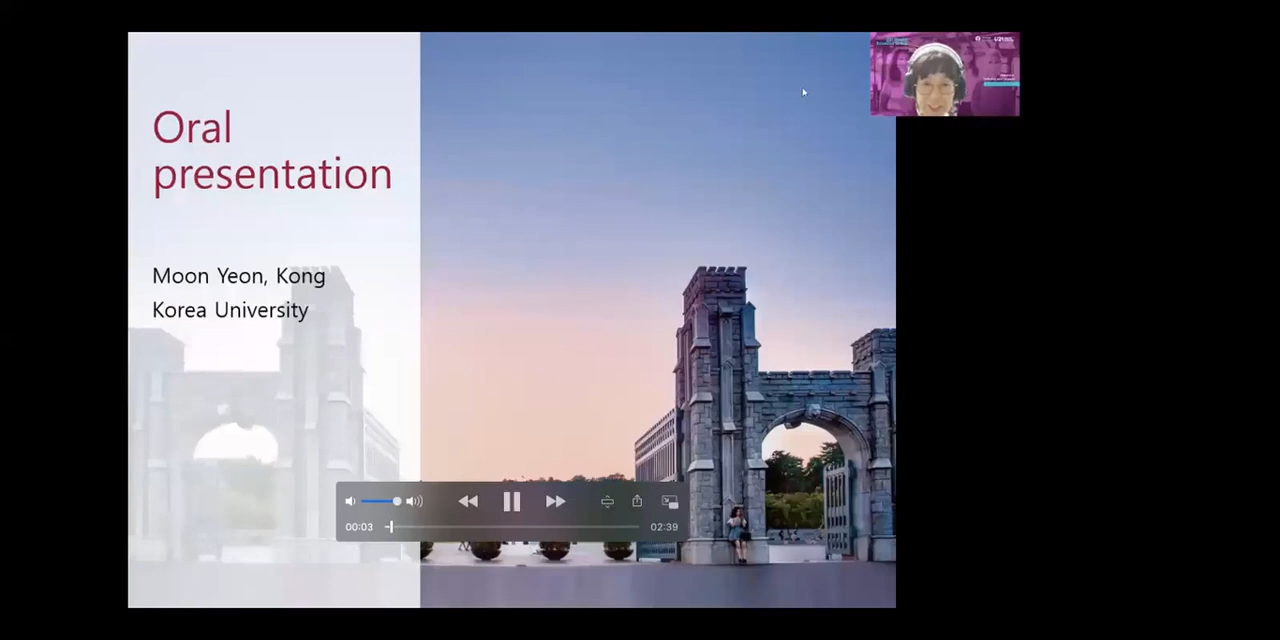 Oral
presentation
Moon Yeon, Kong
Korea University
00:03
02:39